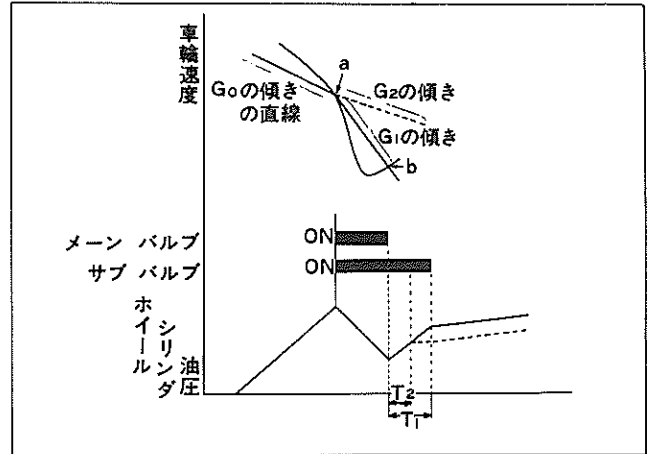 車輪速度
a
G0の傾き
の直線
G2の傾き
G1の傾き
b
メーン バルブ
ON
サブ バルブ
ON
ホイール
シリンダ
油圧
T2
T1